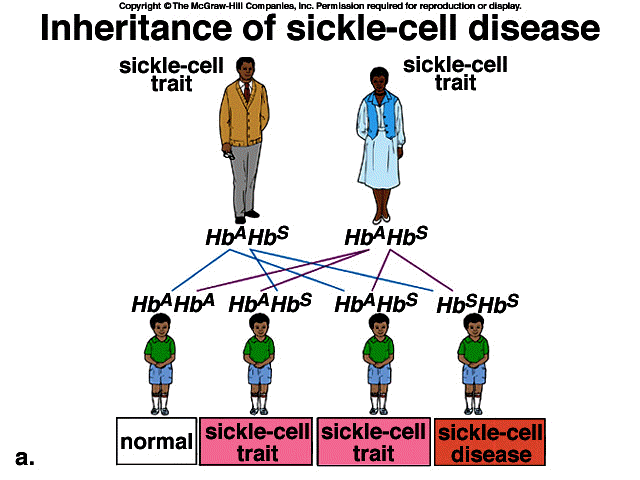 Copyright © The McGraw-Hill Companies, Inc. Permission required for reproduction or display.
Inheritance of sickle-cell disease
sickle-cell
trait
sickle-cell
trait
HbᴬHbˢ
HbᴬHbˢ
HbᴬHbᴬ
HbᴬHbˢ
HbᴬHbˢ
HbˢHbˢ
normal
sickle-cell
trait
sickle-cell
trait
sickle-cell
disease
a.